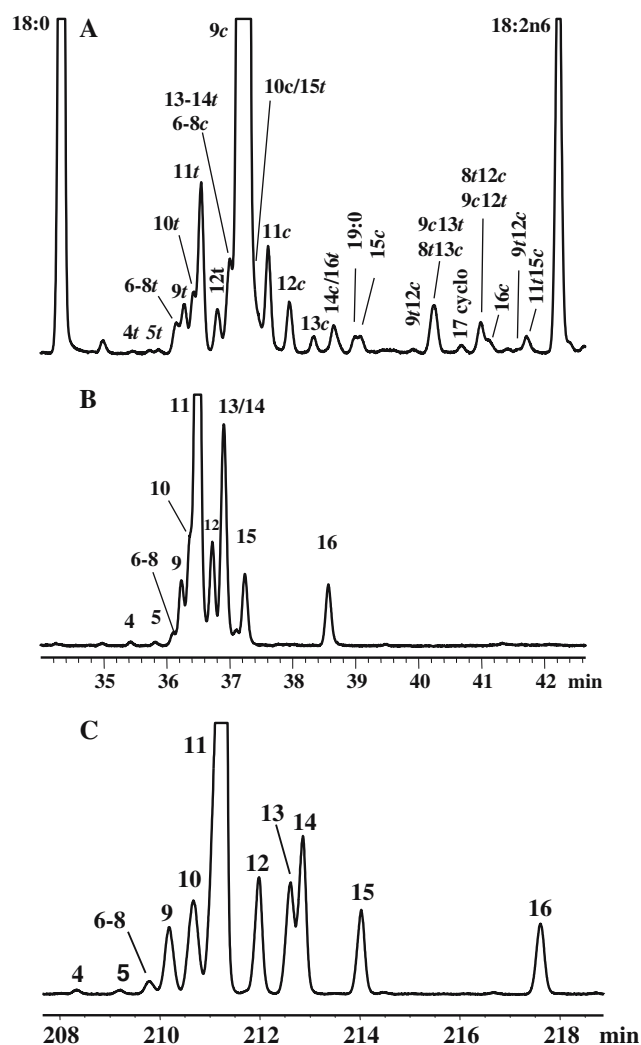 18:0
A
9c
18:2n6
13-14t
6-8c
10c/15t
11t
10t
6-8t
9t
4t
5t
12t
11c
12c
13c
14c/16t
19:0
15c
9t12c
9c13t
8t13c
17 cyclo
8t12c
9c12t
16c
9t12c
11t15c
B
11
13/14
10
12
6-8
9
15
16
4
5
35 36 37 38 39 40 41 42 min
C
11
13
14
10
12
9
15
6-8
16
4
5
208 210 212 214 216 218 min